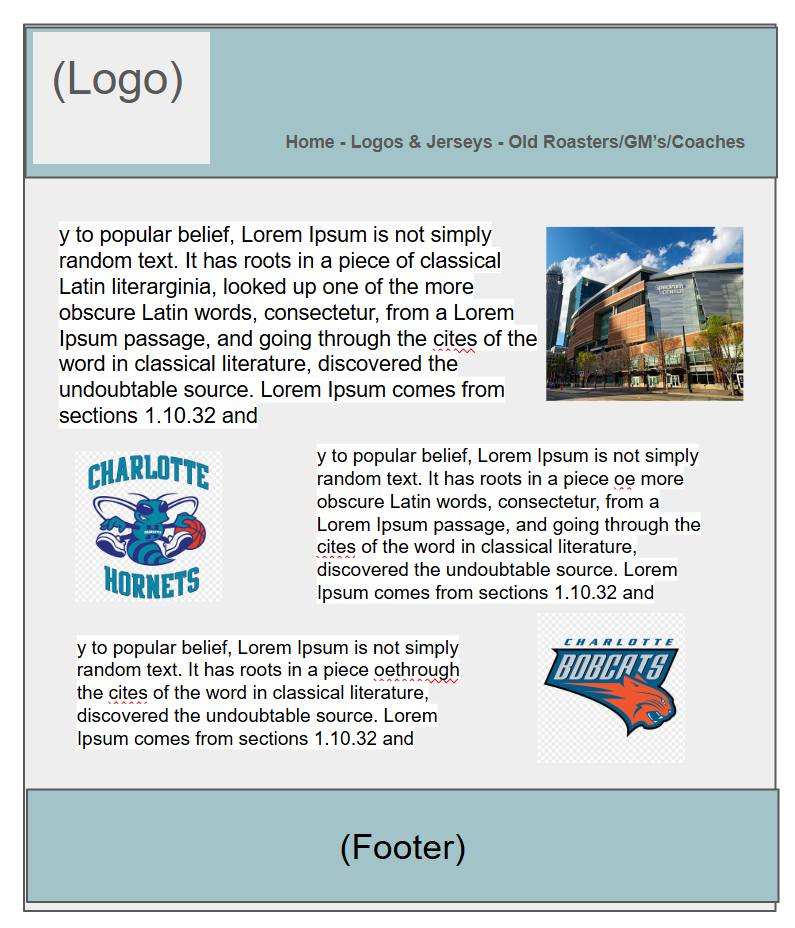 (Logo)
Home - Logos & Jerseys - Old Roasters/GM's/Coaches
y to popular belief, Lorem Ipsum is not simply
random text. It has roots in a piece of classical
Latin literarginia, looked up one of the more
obscure Latin words, consectetur, from a Lorem
Ipsum passage, and going through the cites of the
word in classical literature, discovered the
undoubtable source. Lorem Ipsum comes from
sections 1.10.32 and
spectrum
CENTER
CHARLOTTE
HORNETS
y to popular belief, Lorem Ipsum is not simply
random text. It has roots in a piece oe more
obscure Latin words, consectetur, from a
Lorem Ipsum passage, and going through the
cites of the word in classical literature,
discovered the undoubtable source. Lorem
Ipsum comes from sections 1.10.32 and
y to popular belief, Lorem Ipsum is not simply
random text. It has roots in a piece oethrough
the cites of the word in classical literature,
discovered the undoubtable source. Lorem
Ipsum comes from sections 1.10.32 and
CHARLOTTE
BOBCATS
(Footer)